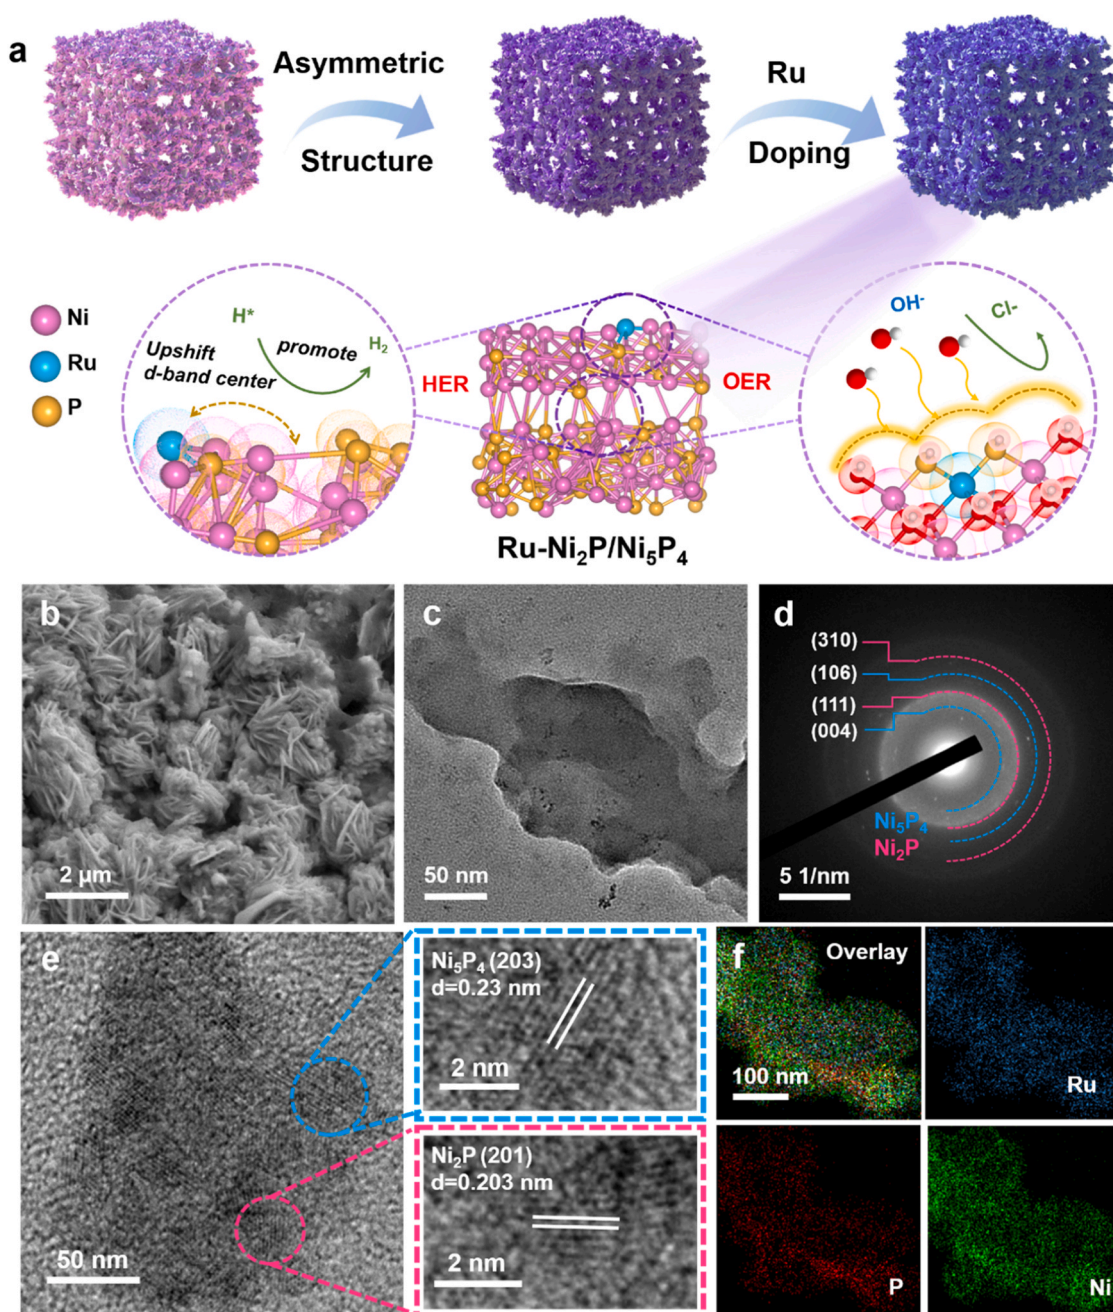 a
Asymmetric
Structure
Ru
Doping
Ni
Ru
P
H*
promote
H₂
Upshift
d-band center
HER
OER
OH⁻
Cl-
Ru-Ni₂P/Ni₅P₄
b
2 μm
c
50 nm
d
(310)
(106)
(111)
(004)
Ni₅P₄
Ni₂P
5 1/nm
e
50 nm
Ni₅P₄ (203)
d=0.23 nm
2 nm
Ni₂P (201)
d=0.203 nm
2 nm
f
Overlay
100 nm
Ru
P
Ni